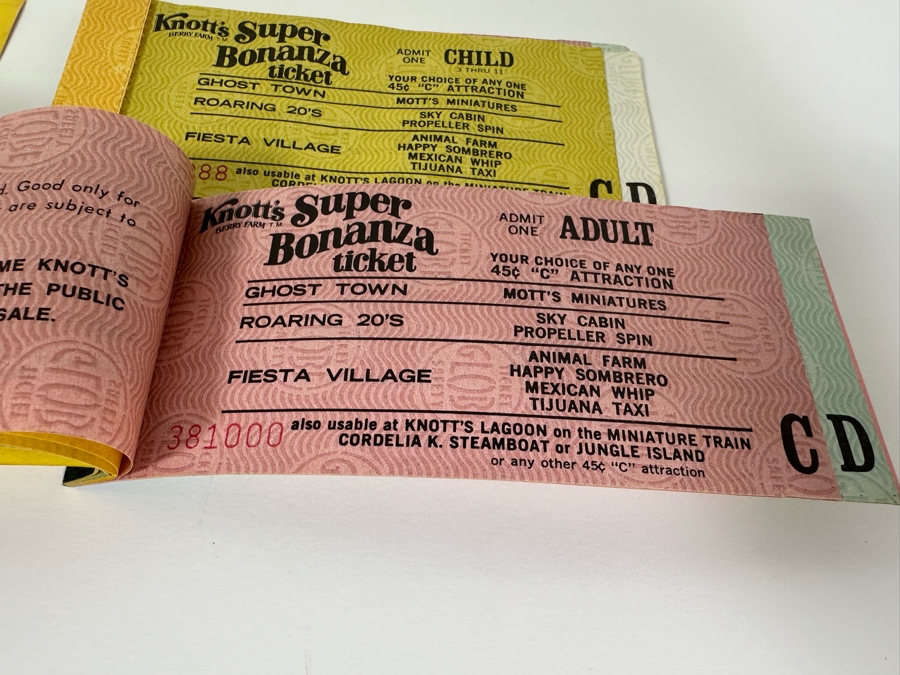 Knott's Super
BERRY FARM T.M.
Bonanza
ticket
ADMIT
ONE
CHILD
3 THRU 11
YOUR CHOICE OF ANY ONE
45¢ "C" ATTRACTION
GHOST TOWN
MOTT'S MINIATURES
ROARING 20'S
SKY CABIN
PROPELLER SPIN
FIESTA VILLAGE
ANIMAL FARM
HAPPY SOMBRERO
MEXICAN WHIP
TIJUANA TAXI
88 also usable at KNOTT'S LAGOON on the MINIATURE TRAIN
C D
d. Good only for
are subject to
ME KNOTT'S
THE PUBLIC
SALE.
Knott's Super
BERRY FARM T.M.
Bonanza
ticket
ADMIT
ONE
ADULT
YOUR CHOICE OF ANY ONE
45¢ "C" ATTRACTION
GHOST TOWN
MOTT'S MINIATURES
ROARING 20'S
SKY CABIN
PROPELLER SPIN
FIESTA VILLAGE
ANIMAL FARM
HAPPY SOMBRERO
MEXICAN WHIP
TIJUANA TAXI
381000 also usable at KNOTT'S LAGOON on the MINIATURE TRAIN
CORDELIA K. STEAMBOAT or JUNGLE ISLAND
or any other 45¢ "C" attraction
C D